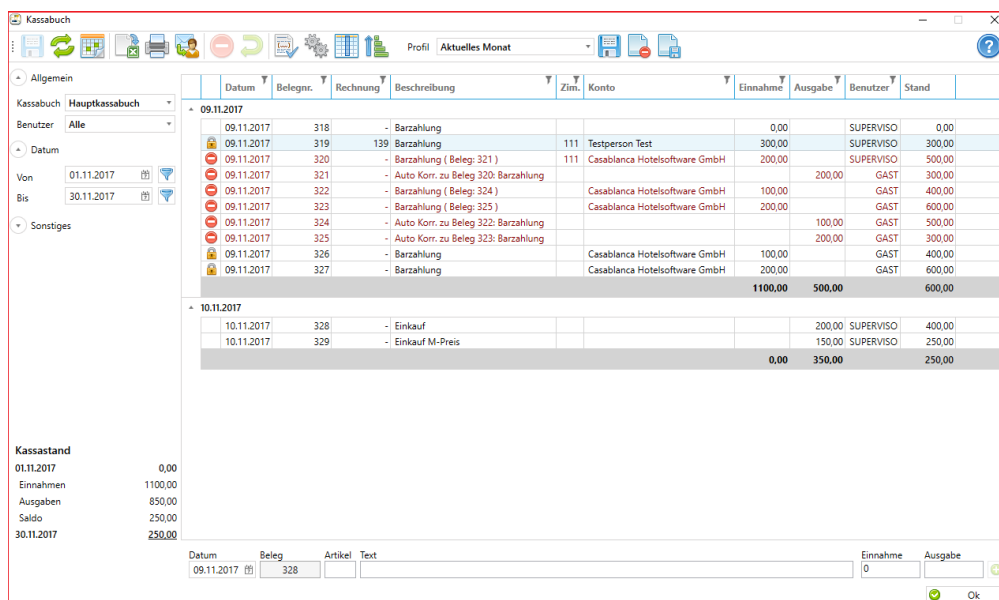 Kassabuch
Profil Aktuelles Monat
Allgemein
Kassabuch Hauptkassabuch
Benutzer Alle
Datum
Von 01.11.2017
Bis 30.11.2017
Sonstiges
Datum Belegnr. Rechnung Beschreibung Zim. Konto Einnahme Ausgabe Benutzer Stand
09.11.2017
09.11.2017 318 - Barzahlung 0,00 SUPERVISO 0,00
09.11.2017 319 139 Barzahlung 111 Testperson Test 300,00 SUPERVISO 300,00
09.11.2017 320 - Barzahlung ( Beleg: 321 ) 111 Casablanca Hotelsoftware GmbH 200,00 SUPERVISO 500,00
09.11.2017 321 - Auto Korr. zu Beleg 320: Barzahlung 200,00 GAST 300,00
09.11.2017 322 - Barzahlung ( Beleg: 324 ) Casablanca Hotelsoftware GmbH 100,00 GAST 400,00
09.11.2017 323 - Barzahlung ( Beleg: 325 ) Casablanca Hotelsoftware GmbH 200,00 GAST 600,00
09.11.2017 324 - Auto Korr. zu Beleg 322: Barzahlung 100,00 GAST 500,00
09.11.2017 325 - Auto Korr. zu Beleg 323: Barzahlung 200,00 GAST 300,00
09.11.2017 326 - Barzahlung Casablanca Hotelsoftware GmbH 100,00 GAST 400,00
09.11.2017 327 - Barzahlung Casablanca Hotelsoftware GmbH 200,00 GAST 600,00
1100,00 500,00 600,00
10.11.2017
10.11.2017 328 - Einkauf 200,00 SUPERVISO 400,00
10.11.2017 329 - Einkauf M-Preis 150,00 SUPERVISO 250,00
0,00 350,00 250,00
Kassastand
01.11.2017 0,00
Einnahmen 1100,00
Ausgaben 850,00
Saldo 250,00
30.11.2017 250,00
Datum Beleg Artikel Text Einnahme Ausgabe
09.11.2017 328 0
Ok